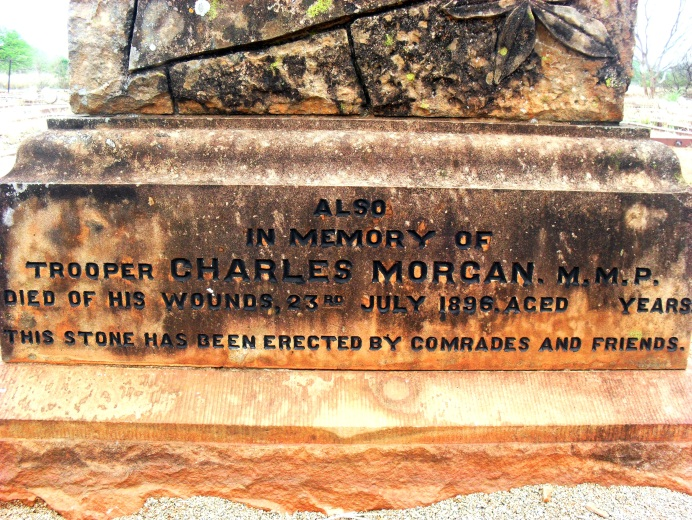 ALSO
IN MEMORY OF
TROOPER CHARLES MORGAN. M.M.P.
DIED OF HIS WOUNDS, 23RD JULY 1896. AGED YEARS
THIS STONE HAS BEEN ERECTED BY COMRADES AND FRIENDS.